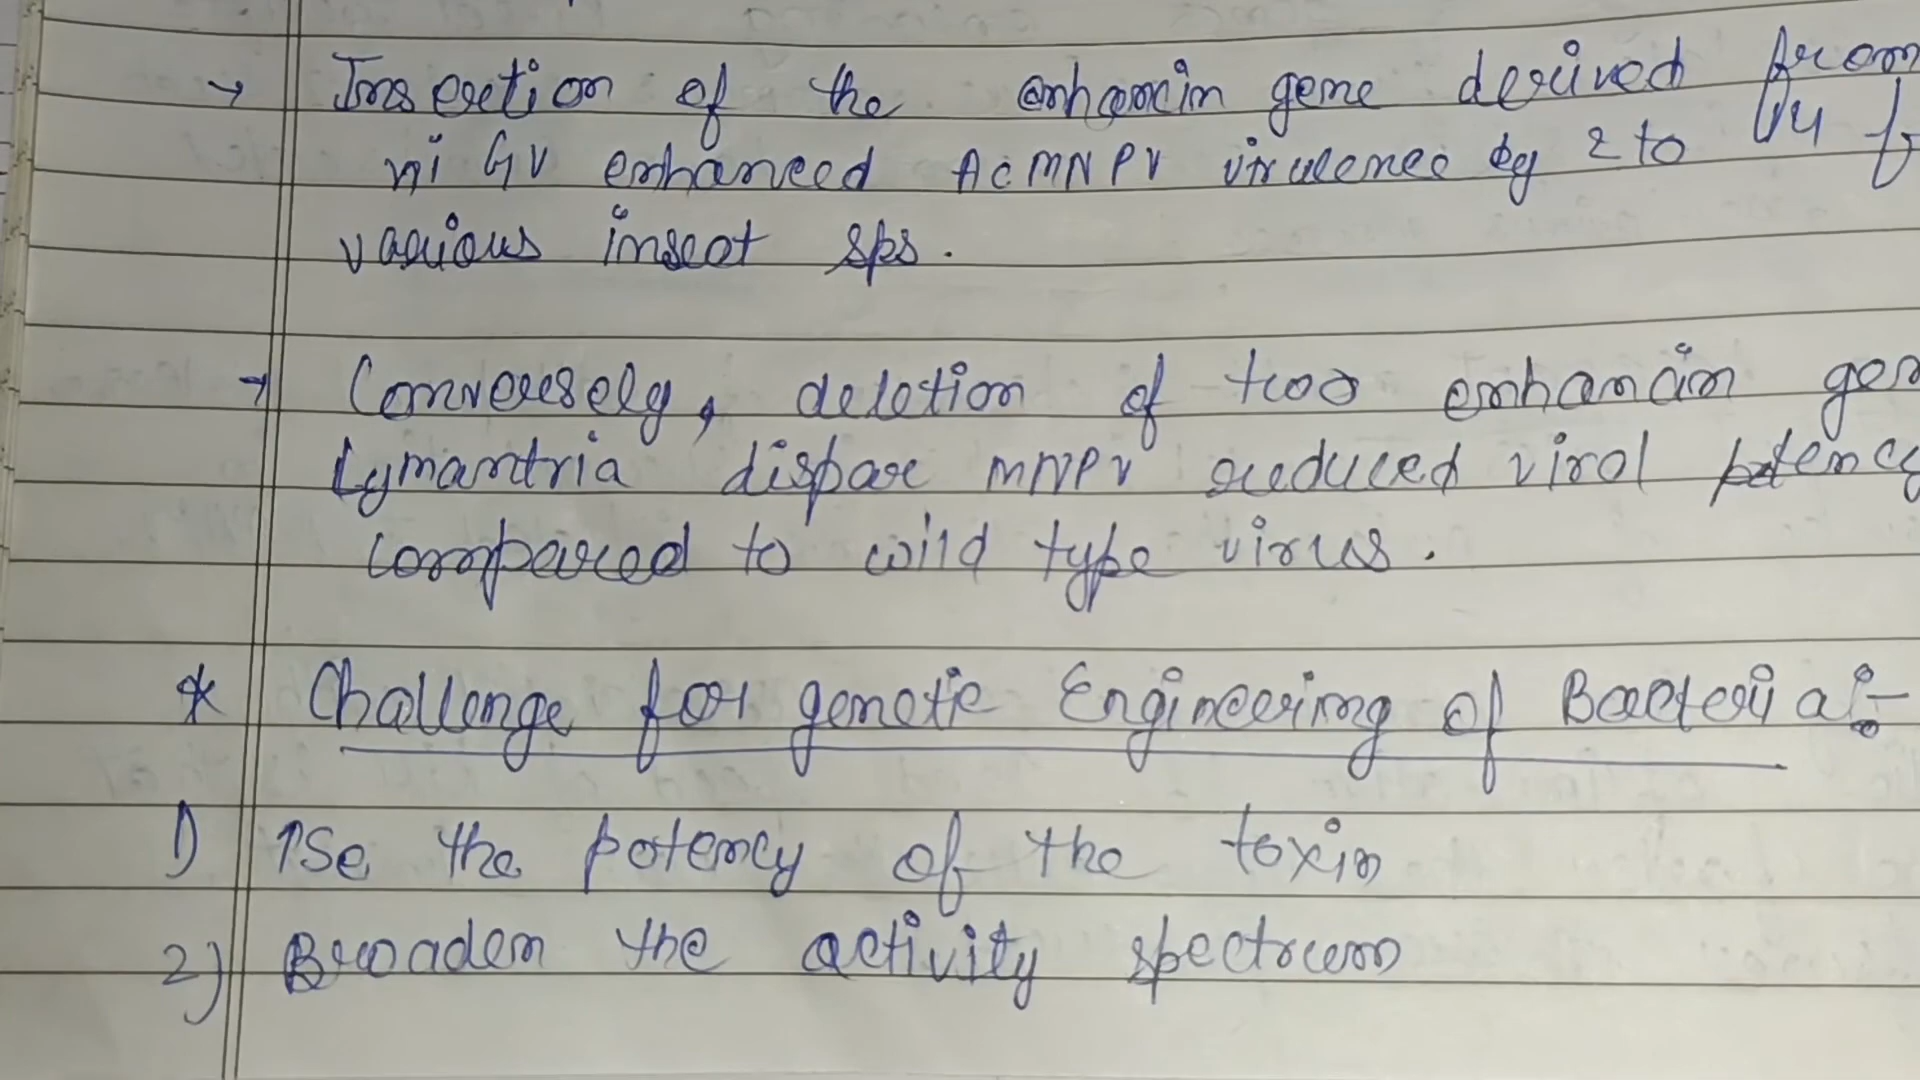 → Insertion of the enhancin gene derived from
ni GV enhanced AcMNPV virulence by 2 to 14 f
various insect sps.
→ Conversely, deletion of two enhancin gen
Lymantria dispar MNPV reduced viral potency
compared to wild type virus.
* Challenge for genetic Engineering of Bacteria:-
1) ↑Se the potency of the toxin
2) Broaden the activity spectrum